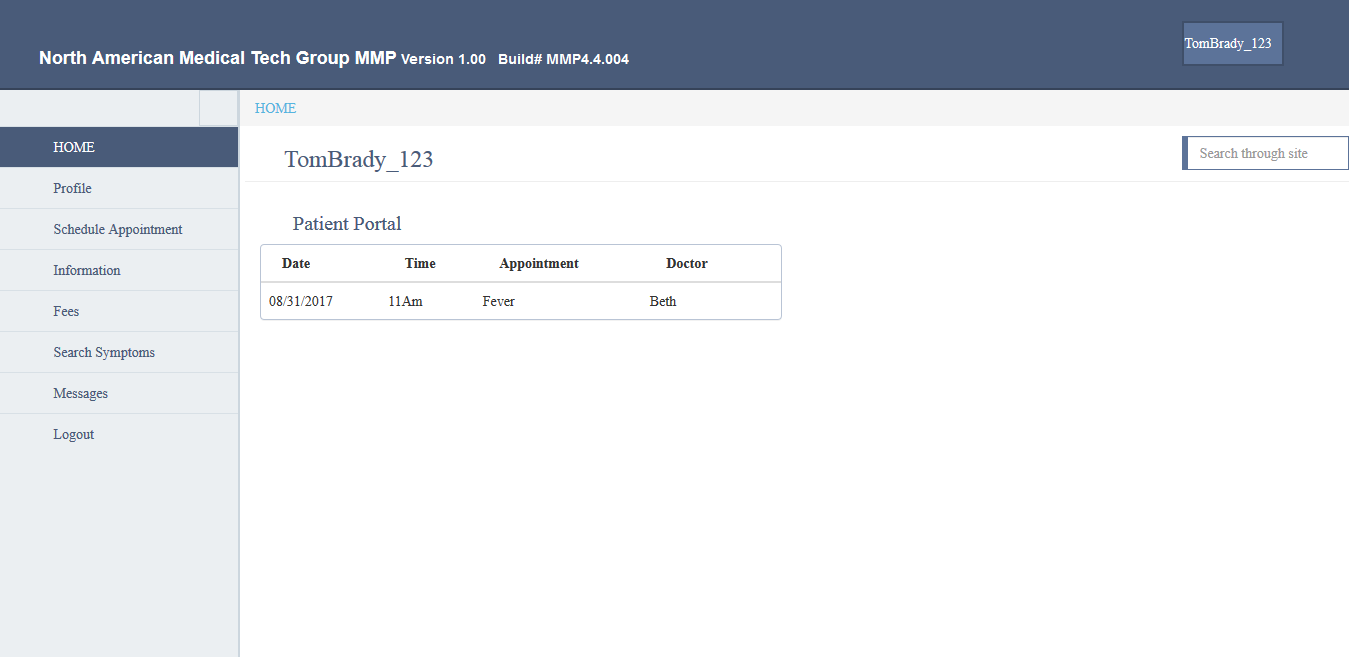 North American Medical Tech Group MMP Version 1.00 Build# MMP4.4.004
TomBrady_123
HOME
HOME
Profile
Schedule Appointment
Information
Fees
Search Symptoms
Messages
Logout
TomBrady_123
Search through site
Patient Portal
Date Time Appointment Doctor
08/31/2017 11Am Fever Beth